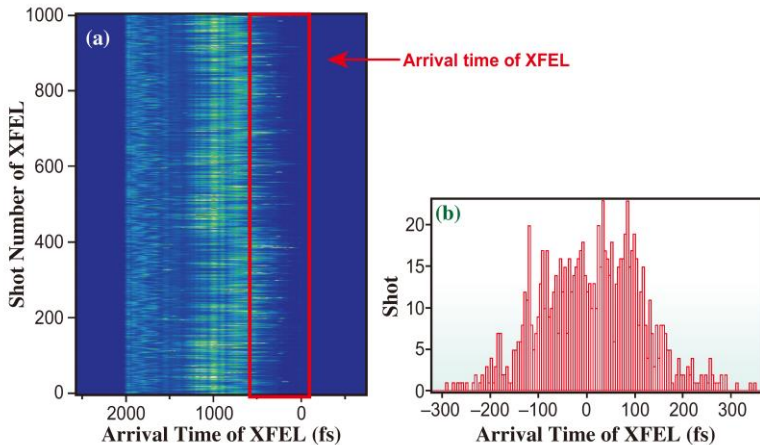 (a)
Arrival time of XFEL
Shot Number of XFEL
1000
800
600
400
200
0
2000 1000 0
Arrival Time of XFEL (fs)
(b)
Shot
20
15
10
5
0
−300 −200 −100 0 100 200 300
Arrival Time of XFEL (fs)